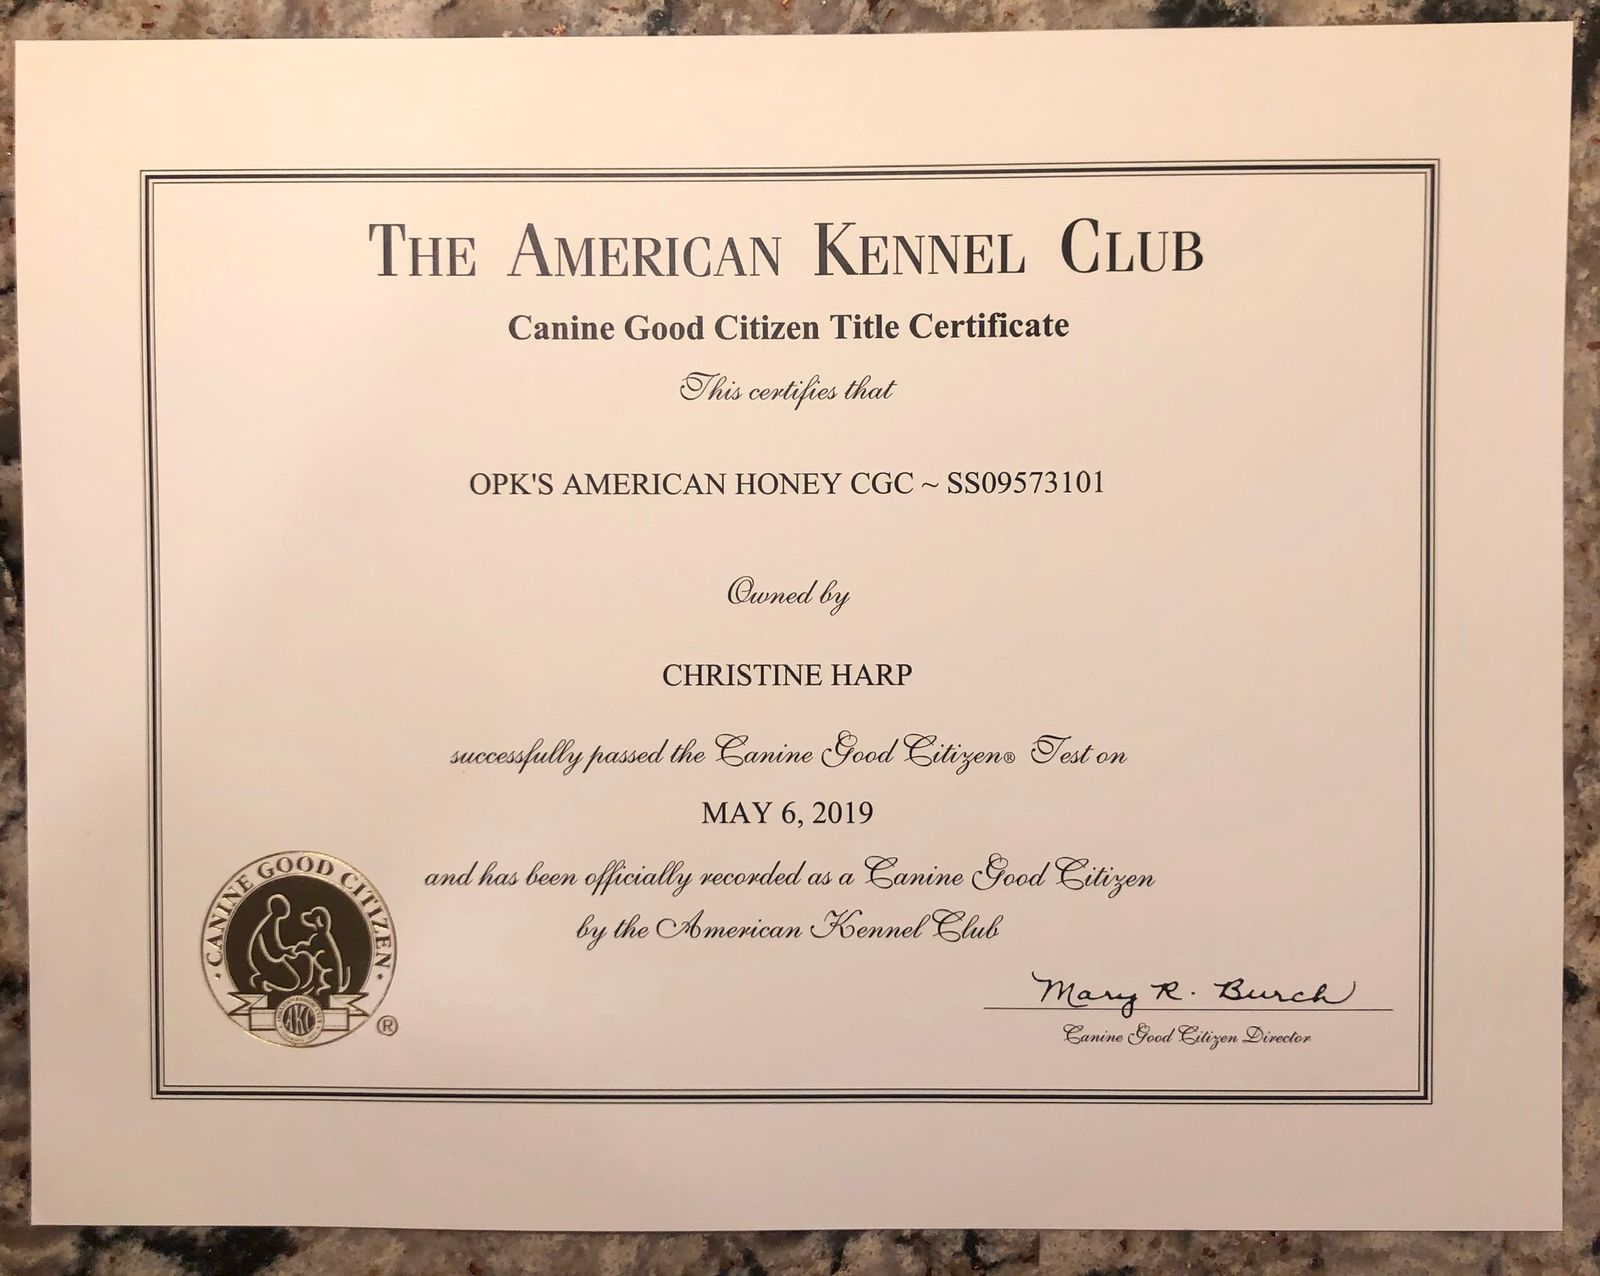 THE AMERICAN KENNEL CLUB
Canine Good Citizen Title Certificate
This certifies that
OPK'S AMERICAN HONEY CGC ~ SS09573101
Owned by
CHRISTINE HARP
successfully passed the Canine Good Citizen® Test on
MAY 6, 2019
and has been officially recorded as a Canine Good Citizen
by the American Kennel Club
· CANINE GOOD CITIZEN ·
AKC
®
Mary R. Burch
Canine Good Citizen Director